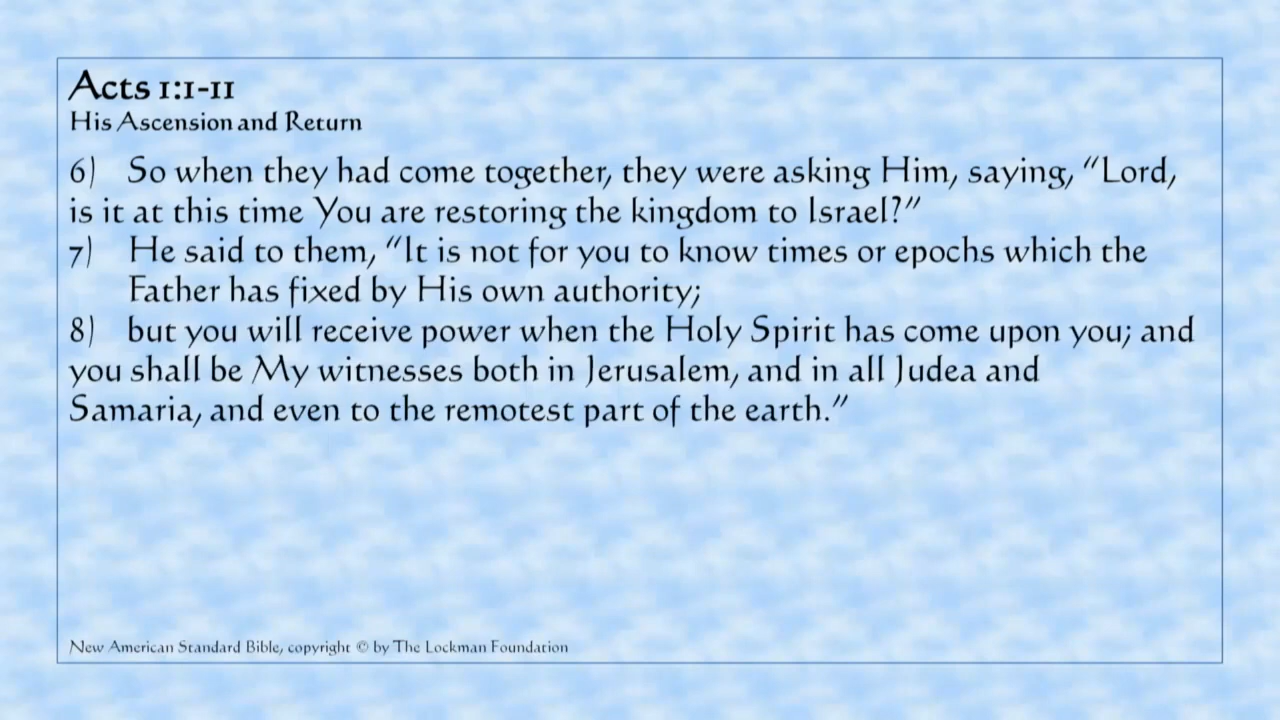 Acts 1:1-11
His Ascension and Return
6) So when they had come together, they were asking Him, saying, “Lord,
is it at this time You are restoring the kingdom to Israel?”
7) He said to them, “It is not for you to know times or epochs which the
Father has fixed by His own authority;
8) but you will receive power when the Holy Spirit has come upon you; and
you shall be My witnesses both in Jerusalem, and in all Judea and
Samaria, and even to the remotest part of the earth.”
New American Standard Bible, copyright © by The Lockman Foundation